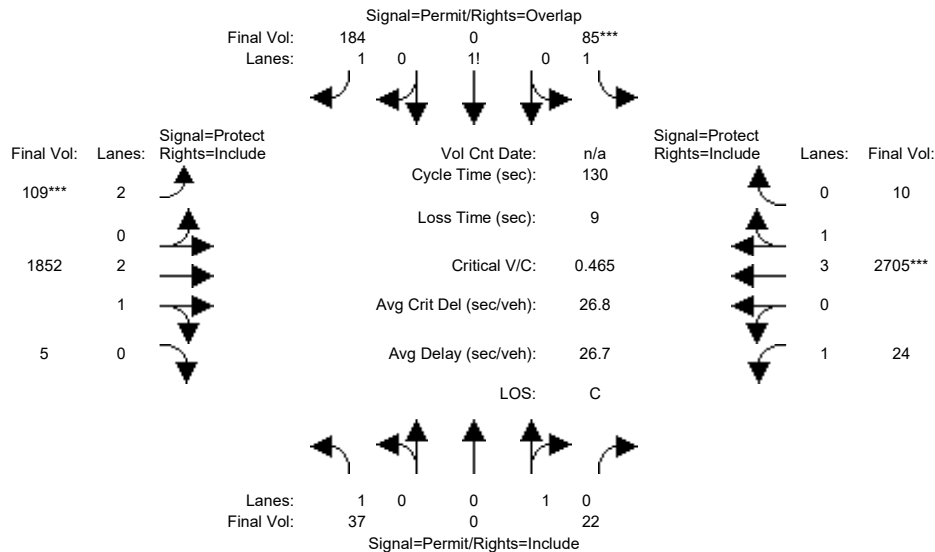 Signal=Permit/Rights=Overlap
Final Vol: 184 0 85***
Lanes: 1 0 1! 0 1
Signal=Protect
Final Vol: Lanes: Rights=Include
Vol Cnt Date: n/a
Signal=Protect
Rights=Include Lanes: Final Vol:
Cycle Time (sec): 130
109*** 2
0 10
Loss Time (sec): 9
0
1
1852 2
Critical V/C: 0.465
3 2705***
1
Avg Crit Del (sec/veh): 26.8
0
5 0
Avg Delay (sec/veh): 26.7
1 24
LOS: C
Lanes: 1 0 0 1 0
Final Vol: 37 0 22
Signal=Permit/Rights=Include